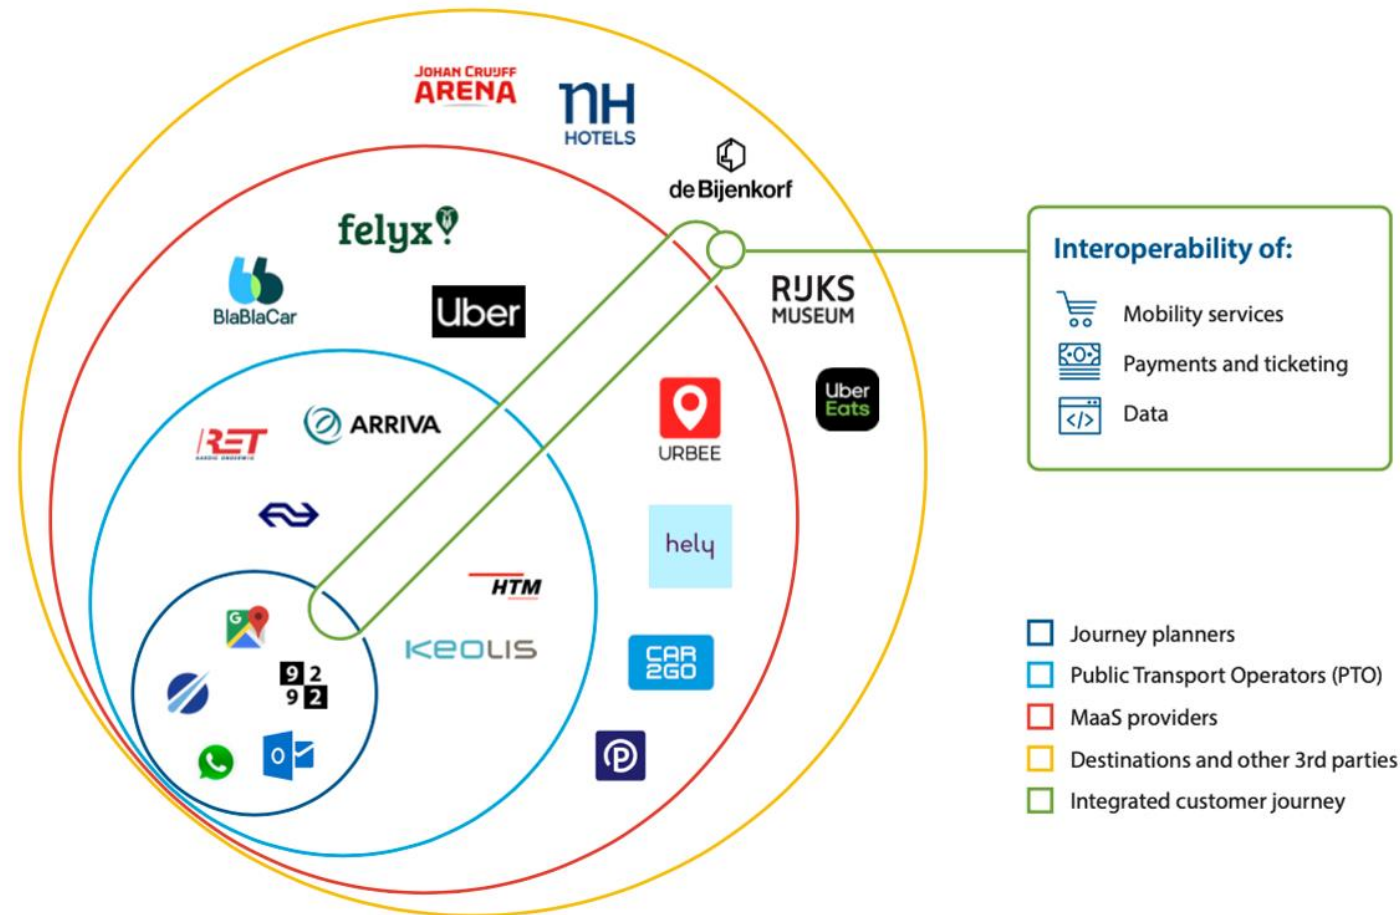 JOHAN CRUIJFF
ARENA
nH
HOTELS
de Bijenkorf
felyx
BlaBlaCar
Uber
RIJKS
MUSEUM
Uber
Eats
ARRIVA
RET
URBEE
hely
HTM
KEOLIS
CAR
2GO
P
G
9 2
9 2
O
Interoperability of:
Mobility services
Payments and ticketing
</> Data
Journey planners
Public Transport Operators (PTO)
MaaS providers
Destinations and other 3rd parties
Integrated customer journey